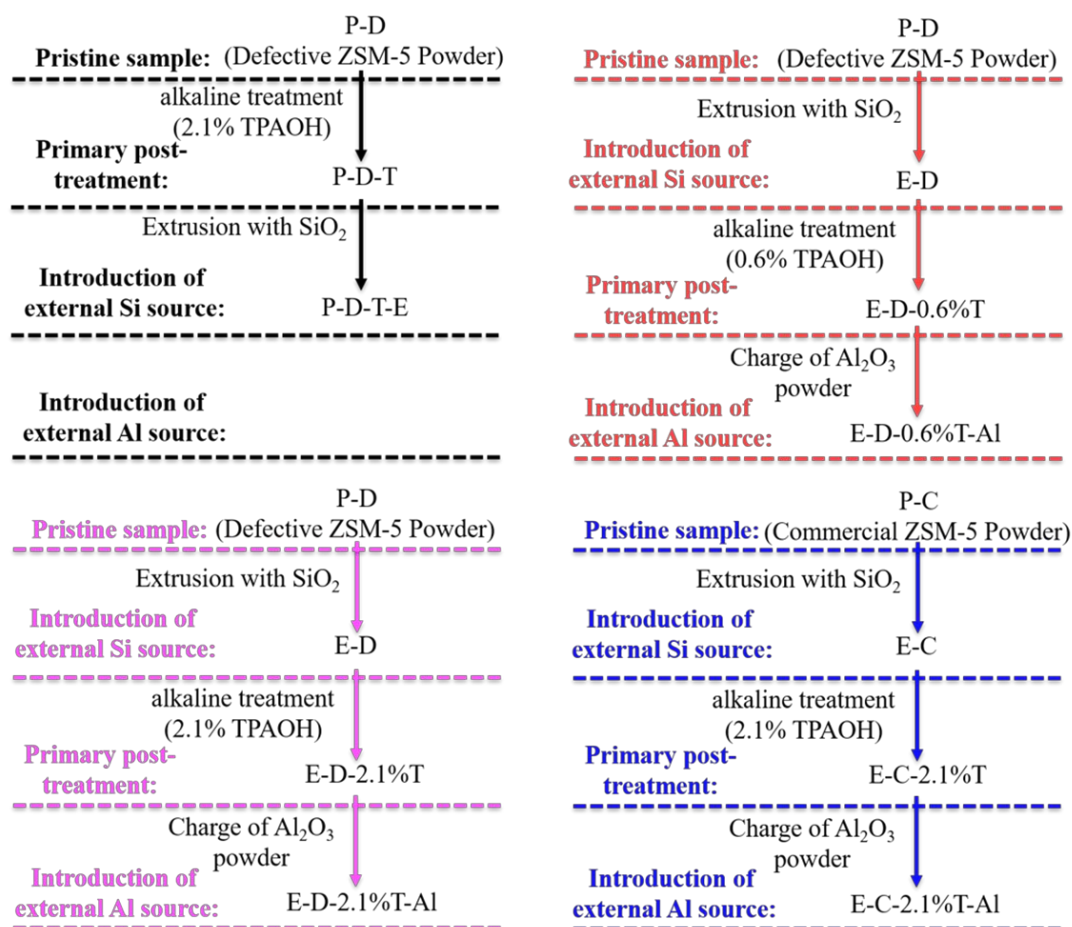 P-D
Pristine sample: (Defective ZSM-5 Powder)
alkaline treatment
(2.1% TPAOH)
Primary post-
treatment:
P-D-T
Extrusion with SiO₂
Introduction of
external Si source:
P-D-T-E
Introduction of
external Al source:
P-D
Pristine sample: (Defective ZSM-5 Powder)
Extrusion with SiO₂
Introduction of
external Si source:
E-D
alkaline treatment
(0.6% TPAOH)
Primary post-
treatment:
E-D-0.6%T
Charge of Al₂O₃
powder
Introduction of
external Al source:
E-D-0.6%T-Al
P-D
Pristine sample: (Defective ZSM-5 Powder)
Extrusion with SiO₂
Introduction of
external Si source:
E-D
alkaline treatment
(2.1% TPAOH)
Primary post-
treatment:
E-D-2.1%T
Charge of Al₂O₃
powder
Introduction of
external Al source:
E-D-2.1%T-Al
P-C
Pristine sample: (Commercial ZSM-5 Powder)
Extrusion with SiO₂
Introduction of
external Si source:
E-C
alkaline treatment
(2.1% TPAOH)
Primary post-
treatment:
E-C-2.1%T
Charge of Al₂O₃
powder
Introduction of
external Al source:
E-C-2.1%T-Al